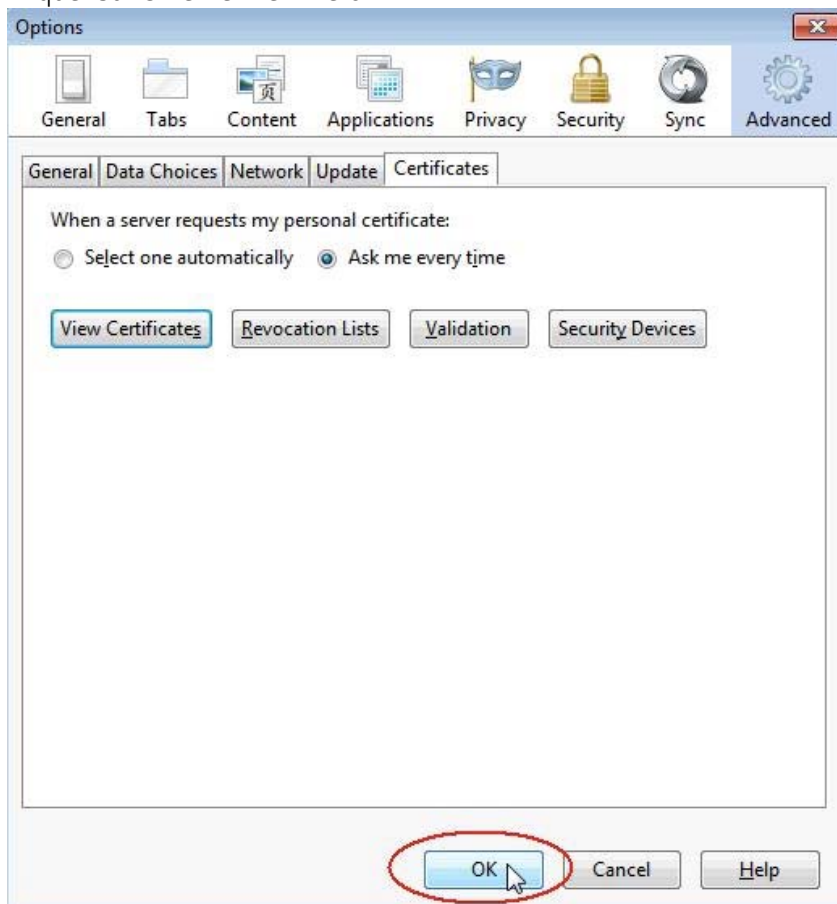 Options
General Tabs Content Applications Privacy Security Sync Advanced
页
General Data Choices Network Update Certificates
When a server requests my personal certificate:
Select one automatically Ask me every time
View Certificates Revocation Lists Validation Security Devices
OK Cancel Help